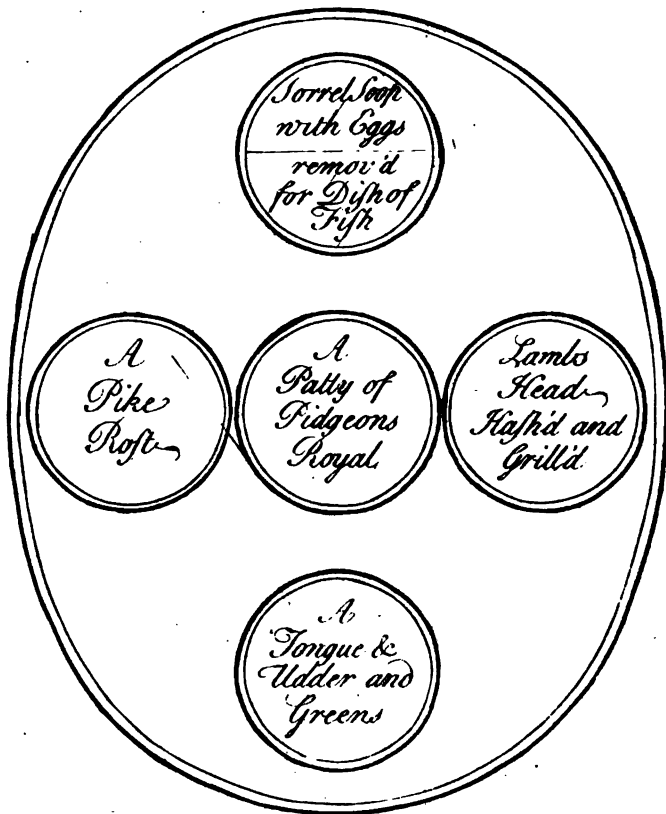 Sorrel Soop
with Eggs
remov'd
for Diſh of
Fiſh
A
Pike
Roſt
A
Patty of
Pidgeons
Royal
Lambs
Head
Haſh'd and
Grill'd
A
Tongue &
Udder and
Greens